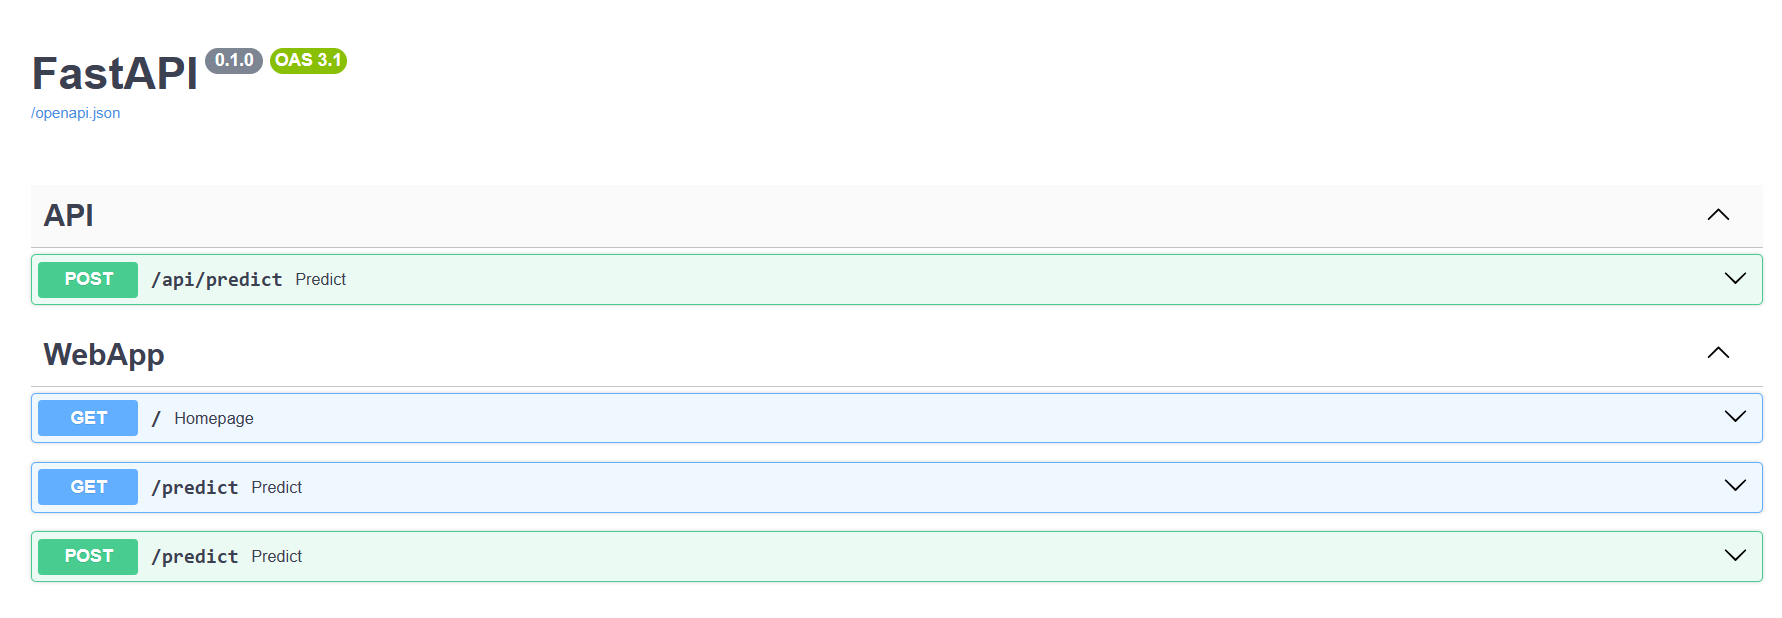 FastAPI 0.1.0 OAS 3.1
/openapi.json
API
POST /api/predict Predict
WebApp
GET / Homepage
GET /predict Predict
POST /predict Predict